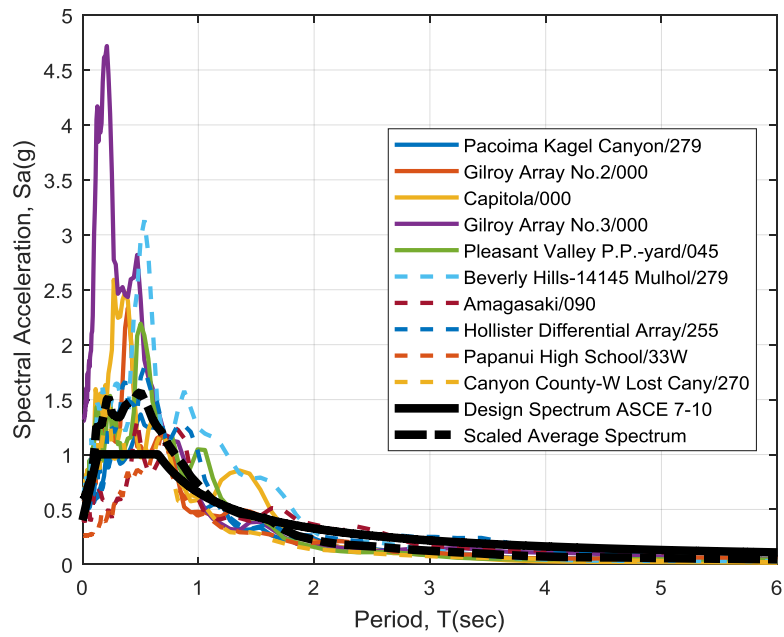 5
4.5
4
3.5
3
2.5
2
1.5
1
0.5
0
Spectral Acceleration, Sa(g)
Pacoima Kagel Canyon/279
Gilroy Array No.2/000
Capitola/000
Gilroy Array No.3/000
Pleasant Valley P.P.-yard/045
Beverly Hills-14145 Mulhol/279
Amagasaki/090
Hollister Differential Array/255
Papanui High School/33W
Canyon County-W Lost Cany/270
Design Spectrum ASCE 7-10
Scaled Average Spectrum
0 1 2 3 4 5 6
Period, T(sec)